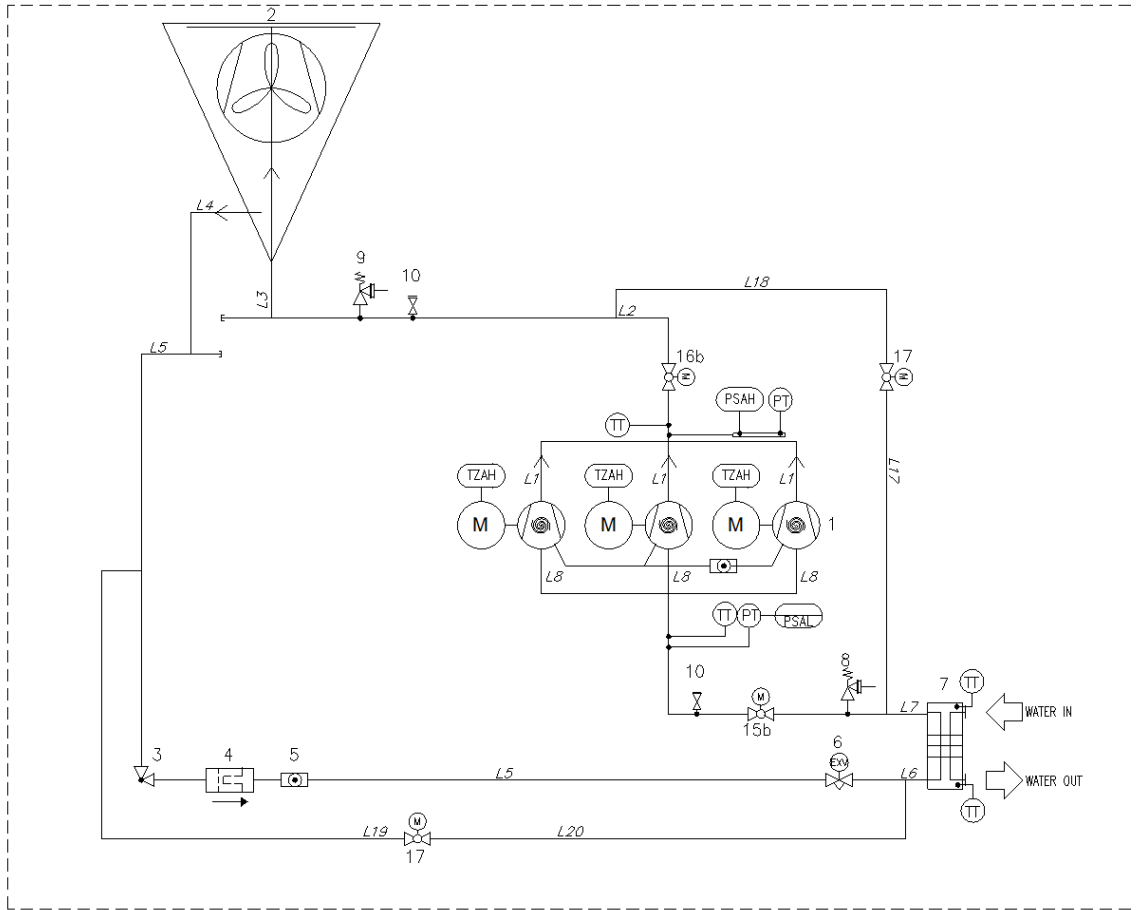 2
L4
9
10
L3
L18
L2
L5
16b
M
17
M
PSAH
PT
TT
TZAH
L1
TZAH
L1
TZAH
L1
L17
M
M
M
1
L8
L8
L8
TT
PT
PSAL
10
8
7
TT
M
15b
L7
WATER IN
3
4
5
6
EXV
L5
L6
WATER OUT
TT
M
L19
L20
17